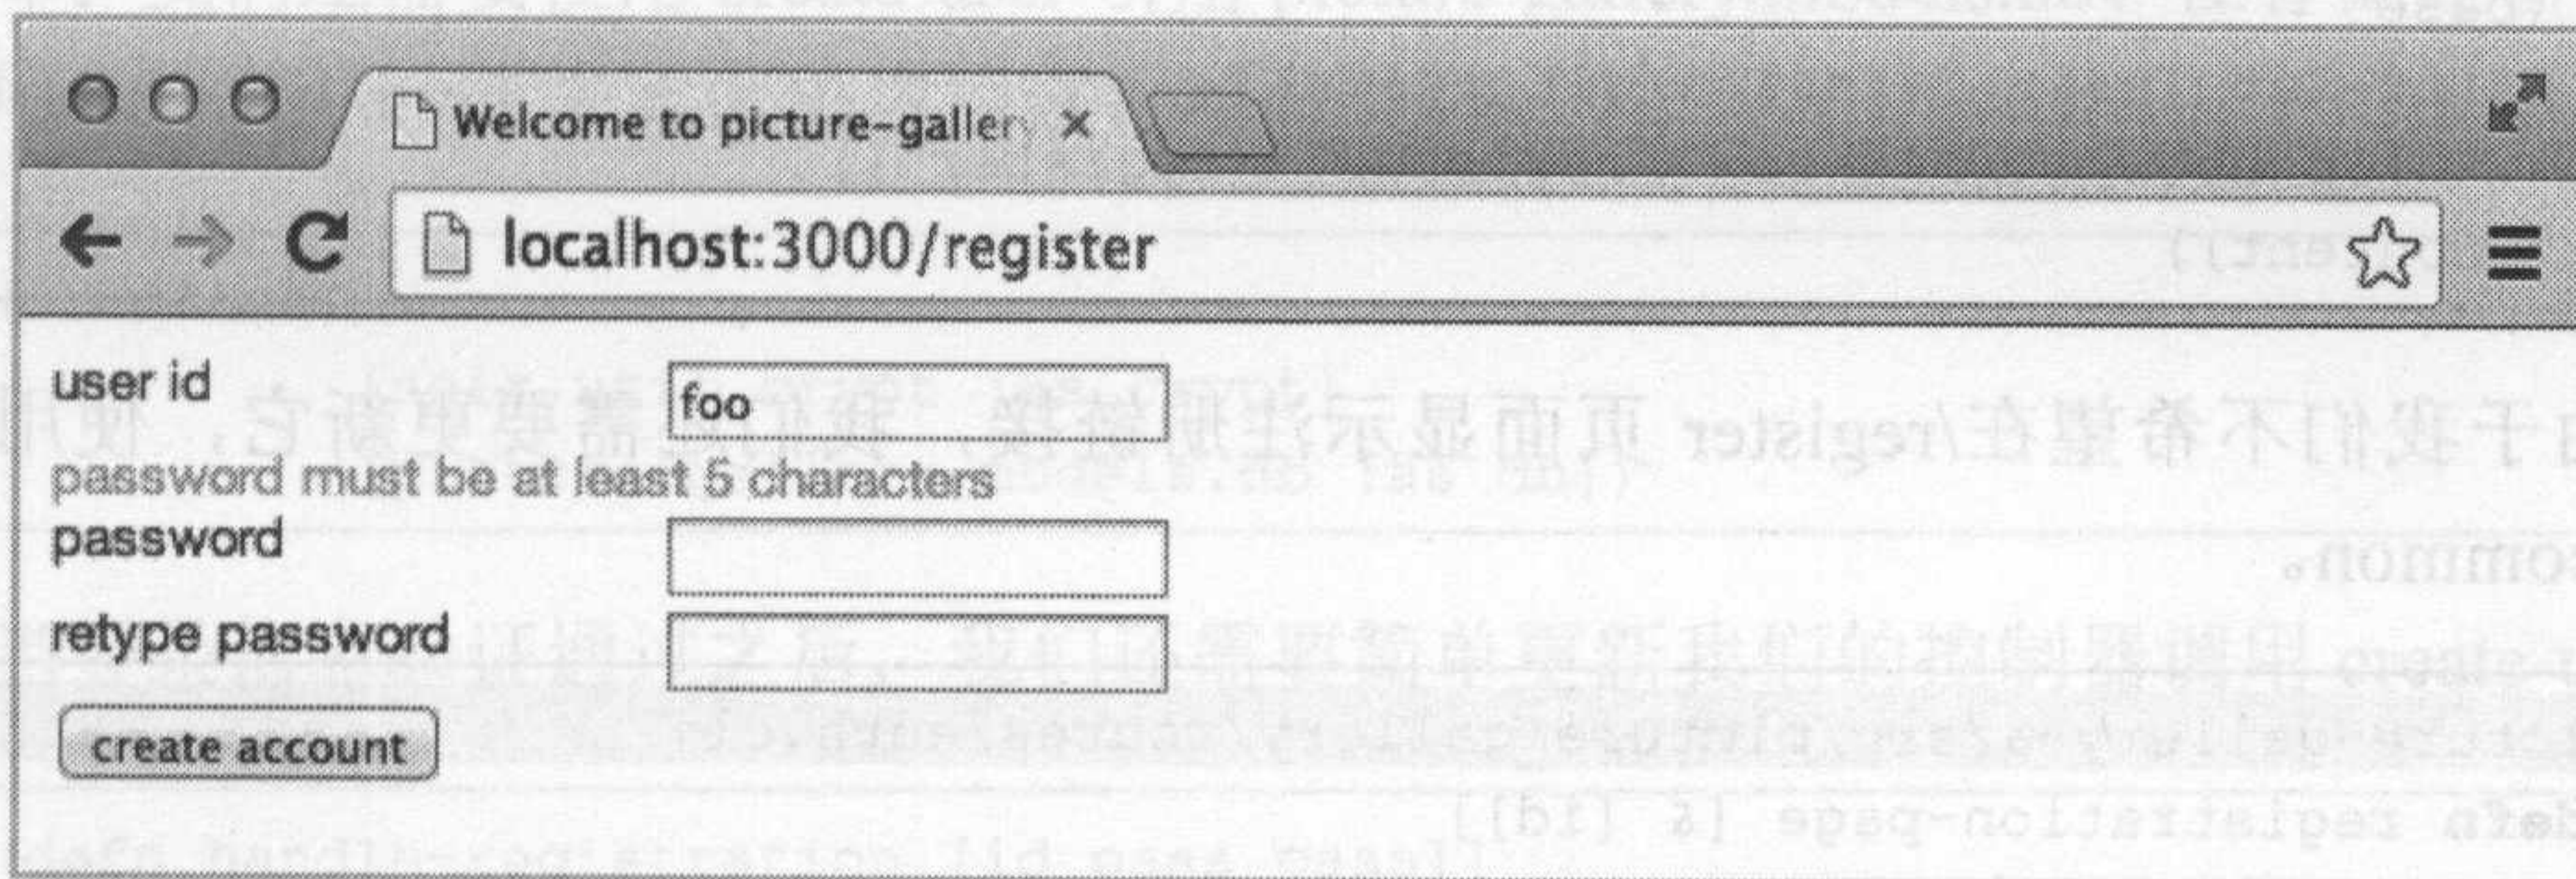 Welcome to picture-gallery
localhost:3000/register
user id
foo
password must be at least 5 characters
password
retype password
create account